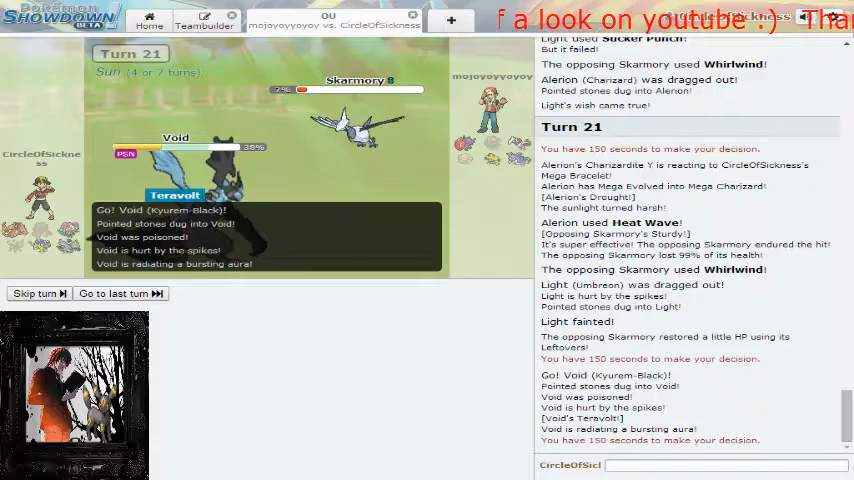 Pokémon
SHOWDOWN
BETA
Home
Teambuilder
OU
mojoyoyyoyoy vs. CircleOfSickness
f a look on youtube :) Than
CircleOfSickness
Turn 21
Sun (4 or 7 turns)
Skarmory
7%
Void
38%
PSN
Teravolt
Go! Void (Kyurem-Black)!
Pointed stones dug into Void!
Void was poisoned!
Void is hurt by the spikes!
Void is radiating a bursting aura!
CircleOfSickn
ess
mojoyoyyoyoy
Skip turn
Go to last turn
Light used Sucker Punch!
But it failed!
The opposing Skarmory used Whirlwind!
Alerion (Charizard) was dragged out!
Pointed stones dug into Alerion!
Light's wish came true!
Turn 21
You have 150 seconds to make your decision.
Alerion's Charizardite Y is reacting to CircleOfSickness's
Mega Bracelet!
Alerion has Mega Evolved into Mega Charizard!
[Alerion's Drought!]
The sunlight turned harsh!
Alerion used Heat Wave!
[Opposing Skarmory's Sturdy!]
It's super effective! The opposing Skarmory endured the hit!
The opposing Skarmory lost 99% of its health!
The opposing Skarmory used Whirlwind!
Light (Umbreon) was dragged out!
Light is hurt by the spikes!
Pointed stones dug into Light!
Light fainted!
The opposing Skarmory restored a little HP using its
Leftovers!
You have 150 seconds to make your decision.
Go! Void (Kyurem-Black)!
Pointed stones dug into Void!
Void was poisoned!
Void is hurt by the spikes!
[Void's Teravolt!]
Void is radiating a bursting aura!
You have 150 seconds to make your decision.
CircleOfSicl